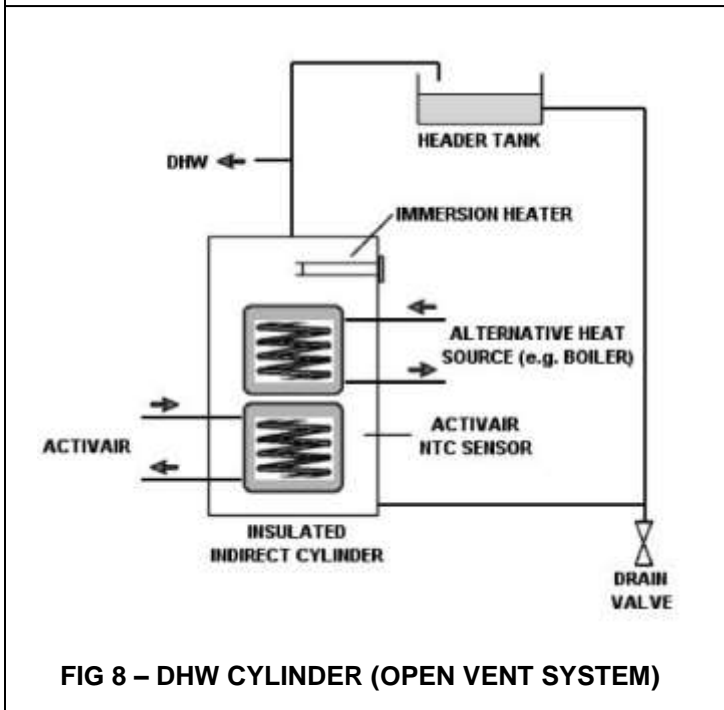 HEADER TANK
DHW
IMMERSION HEATER
ALTERNATIVE HEAT
SOURCE (e.g. BOILER)
ACTIVAIR
ACTIVAIR
NTC SENSOR
INSULATED
INDIRECT CYLINDER
DRAIN
VALVE
FIG 8 – DHW CYLINDER (OPEN VENT SYSTEM)